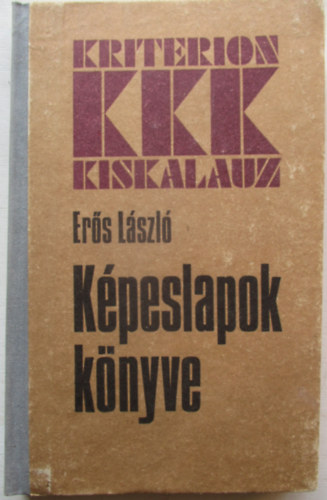 KRITERION
KKK
KISKALAUZ
Erős László
Képeslapok
könyve